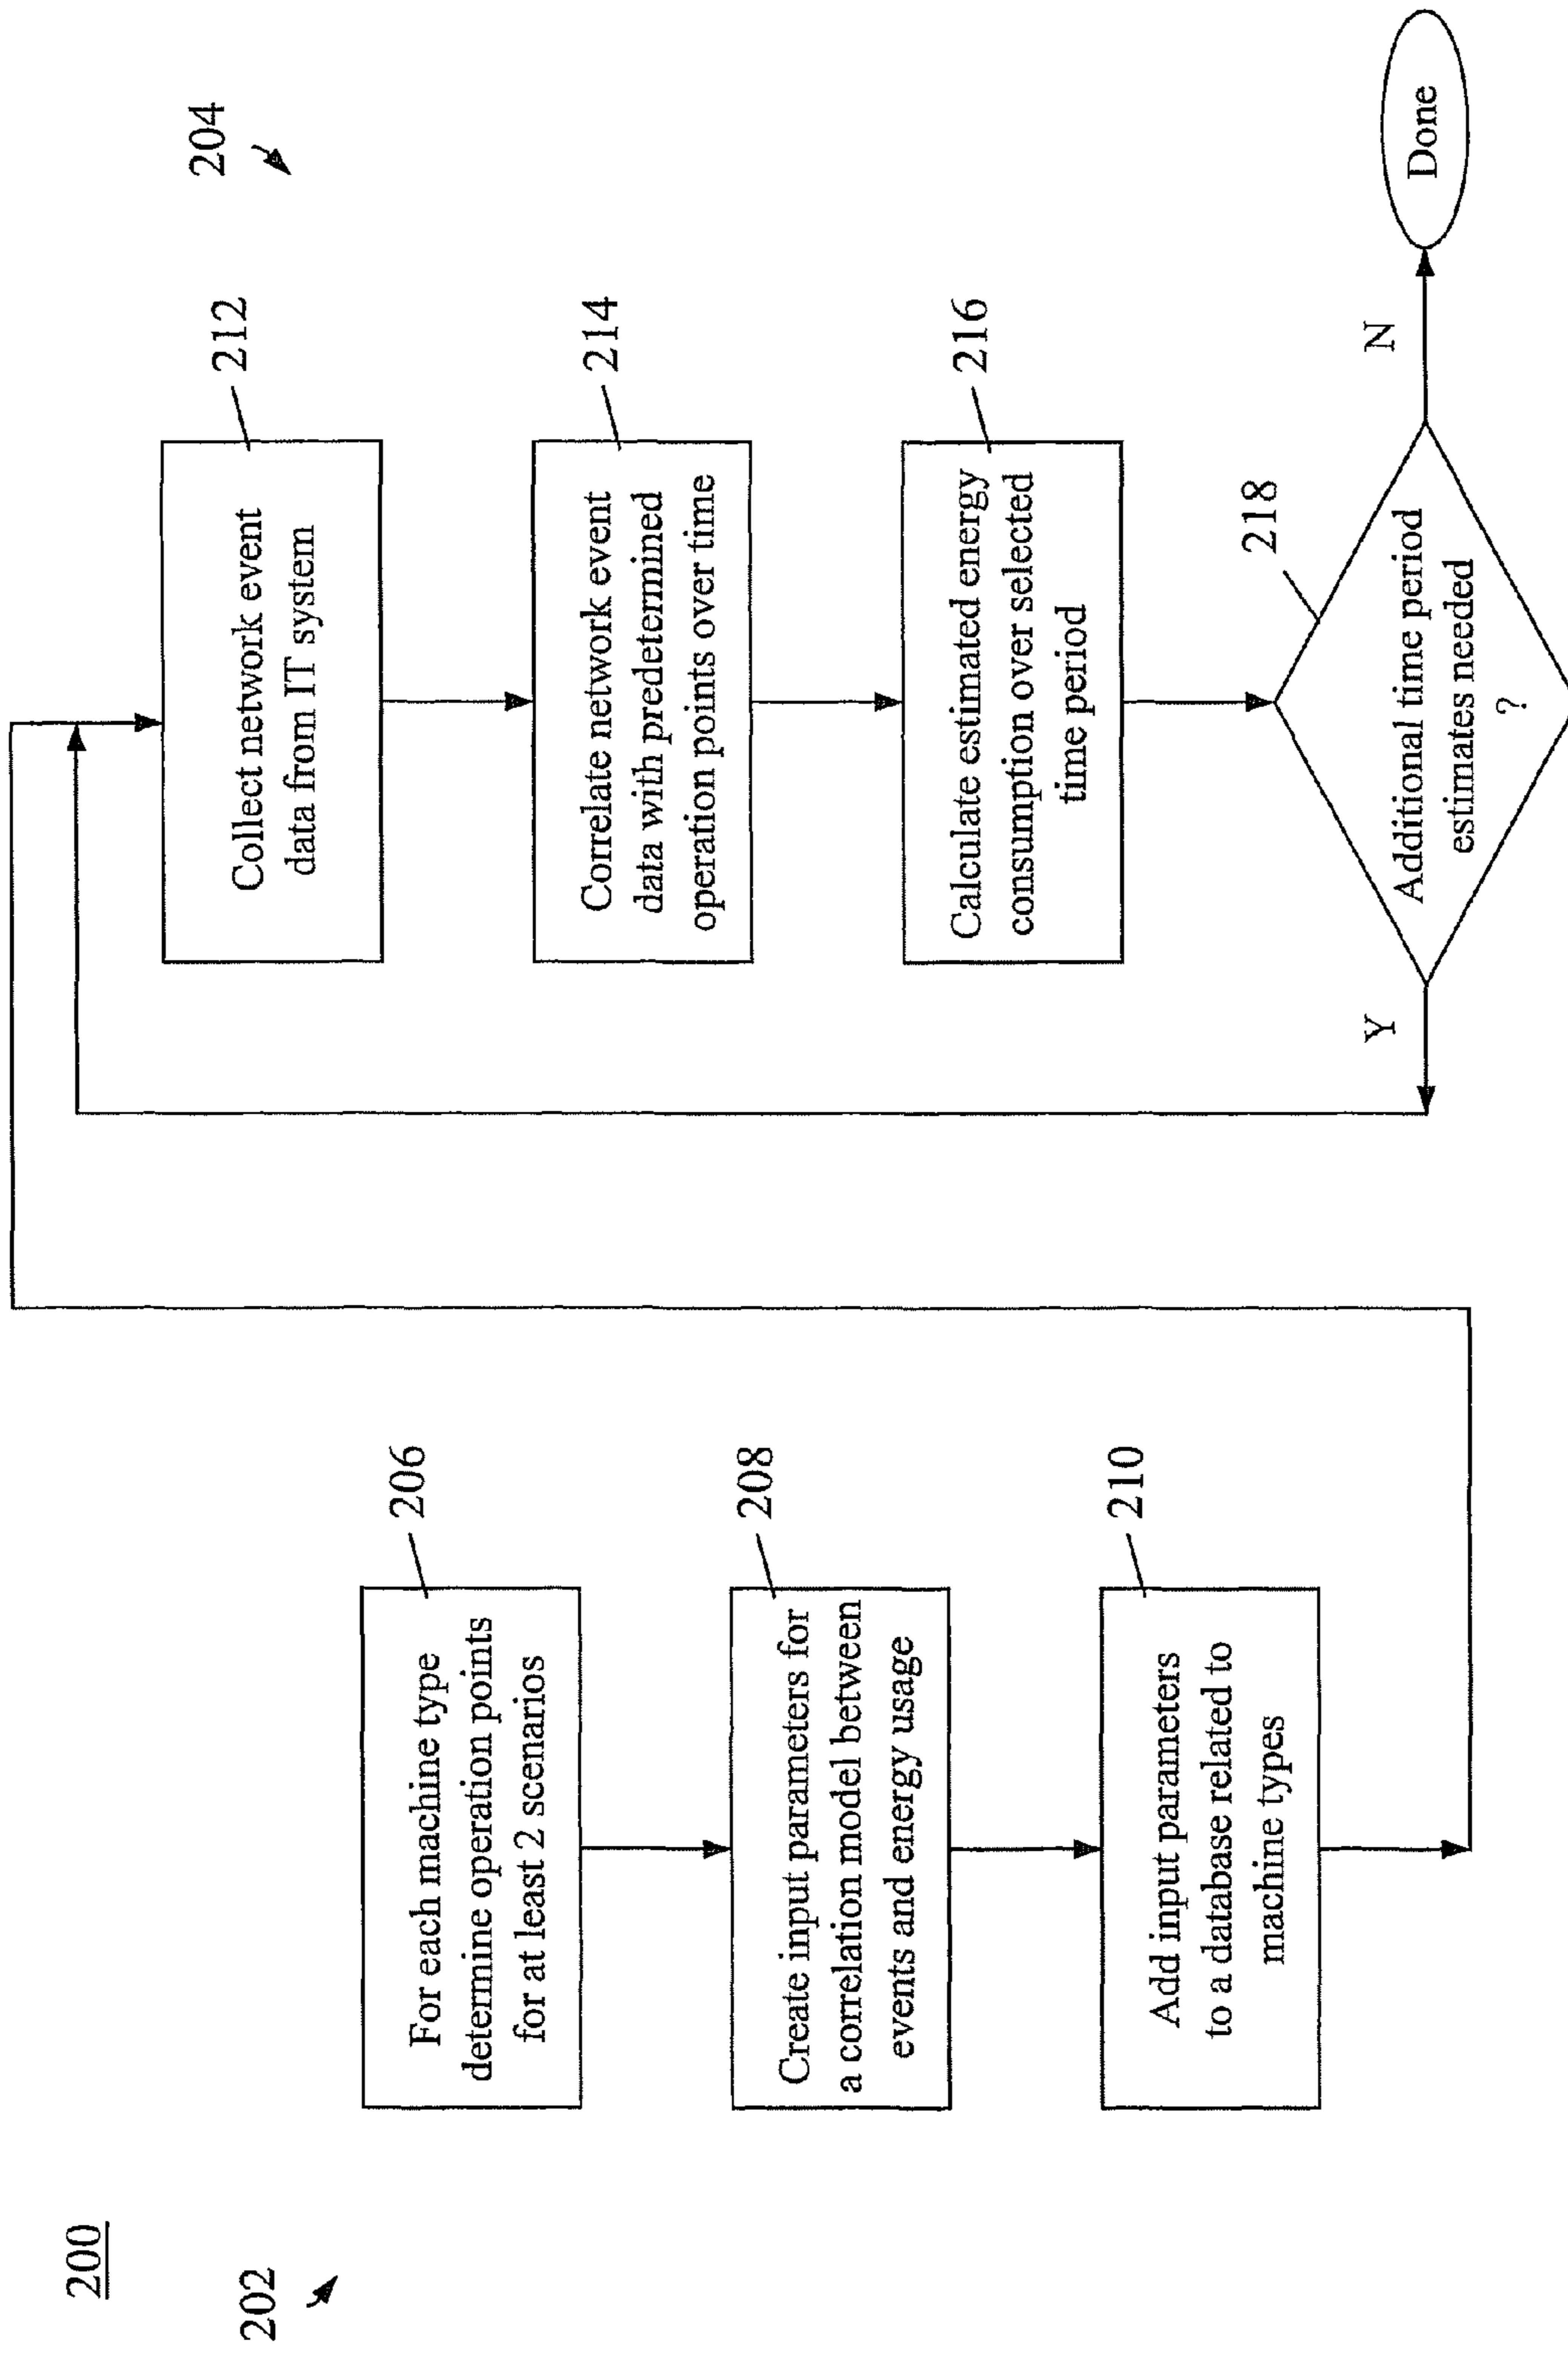 200
202
206
For each machine type
determine operation points
for at least 2 scenarios
208
Create input parameters for
a correlation model between
events and energy usage
210
Add input parameters
to a database related to
machine types
204
212
Collect network event
data from IT system
214
Correlate network event
data with predetermined
operation points over time
216
Calculate estimated energy
consumption over selected
time period
218
Additional time period
estimates needed
?
Y
N
Done